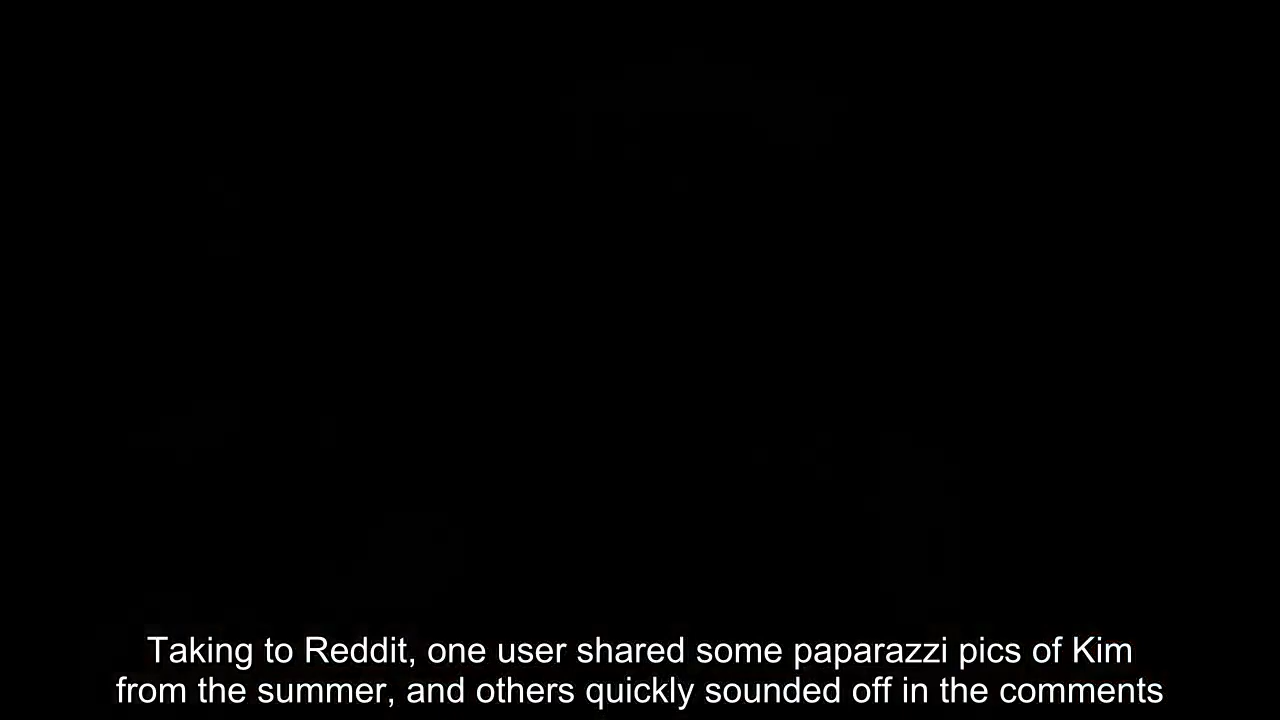 Taking to Reddit, one user shared some paparazzi pics of Kim
from the summer, and others quickly sounded off in the comments